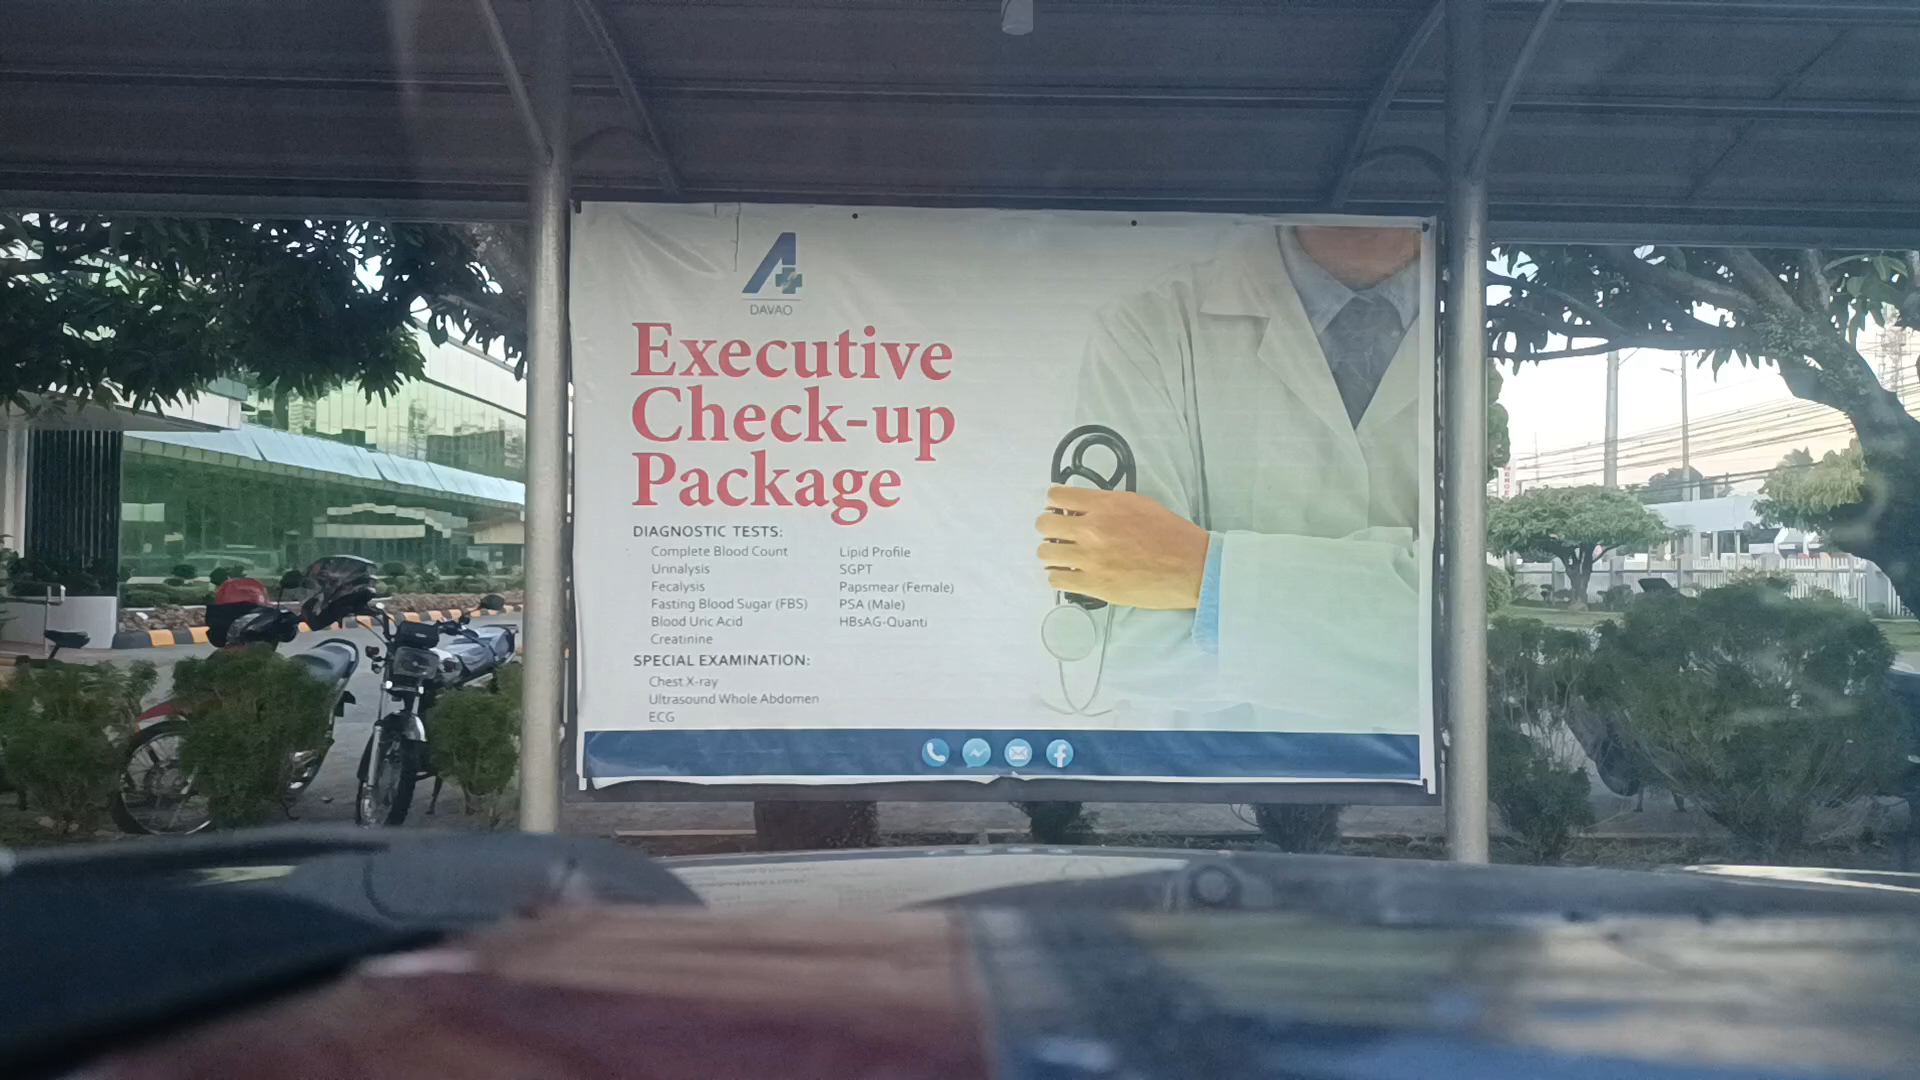 DAVAO
Executive
Check-up
Package
DIAGNOSTIC TESTS:
Complete Blood Count
Urinalysis
Fecalysis
Fasting Blood Sugar (FBS)
Blood Uric Acid
Creatinine
Lipid Profile
SGPT
Papsmear (Female)
PSA (Male)
HBsAG-Quanti
SPECIAL EXAMINATION:
Chest X-ray
Ultrasound Whole Abdomen
ECG